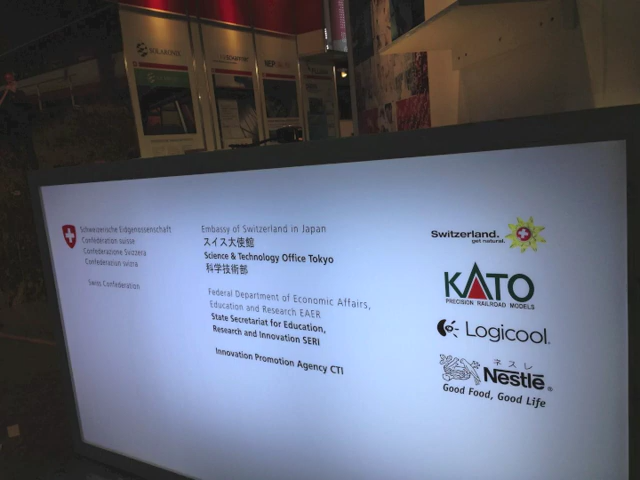 SOLARONIX
NEP
Schweizerische Eidgenossenschaft
Confédération suisse
Confederazione Svizzera
Confederaziun svizra
Swiss Confederation
Embassy of Switzerland in Japan
スイス大使館
Science & Technology Office Tokyo
科学技術部
Federal Department of Economic Affairs,
Education and Research EAER
State Secretariat for Education,
Research and Innovation SERI
Innovation Promotion Agency CTI
Switzerland.
get natural.
KATO
PRECISION RAILROAD MODELS
Logicool
ネスレ
Nestlé
Good Food, Good Life